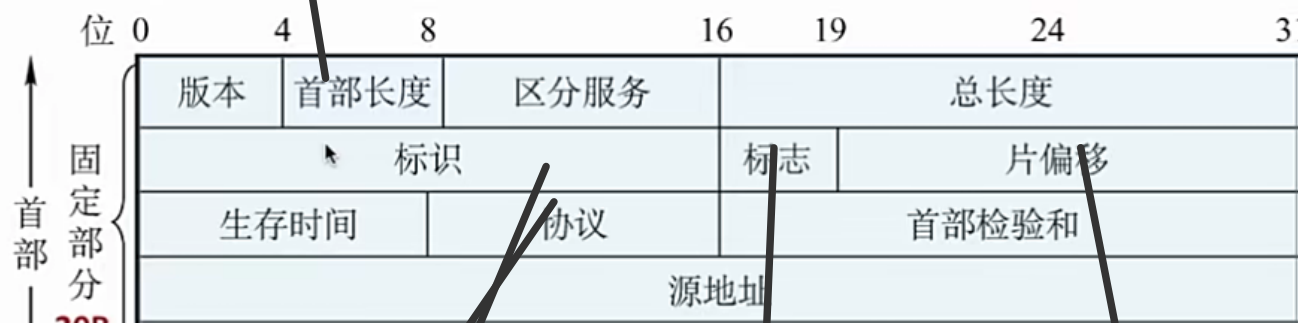 位 0 4 8 16 19 24 31
版本 首部长度 区分服务 总长度
标识 标志 片偏移
生存时间 协议 首部检验和
源地址
首部
固定部分
20B